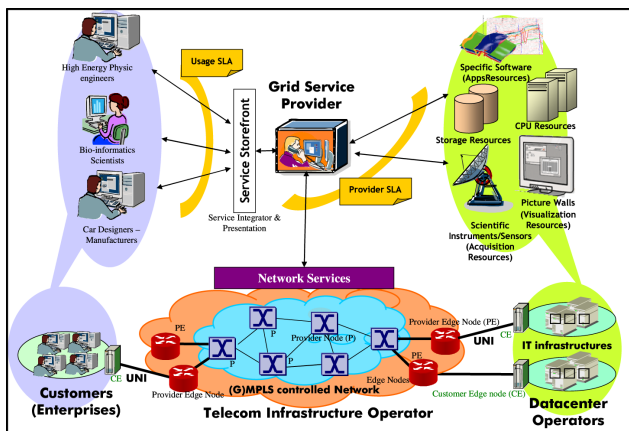 High Energy Physic
engineers
Bio-informatics
Scientists
Car Designers –
Manufacturers
Usage SLA
Service Storefront
Service Integrator &
Presentation
Grid Service
Provider
Provider SLA
Specific Software
(AppsResources)
Storage Resources
CPU Resources
Scientific
Instruments/Sensors
(Acquisition
Resources)
Picture Walls
(Visualization
Resources)
Network Services
PE
P
P
Provider Node (P)
P
Provider Edge Node (PE)
PE
UNI
CE
IT infrastructures
CE
UNI
Provider Edge Node
(G)MPLS controlled Network
Edge Nodes
Customer Edge node (CE)
Customers
(Enterprises)
Telecom Infrastructure Operator
Datacenter
Operators